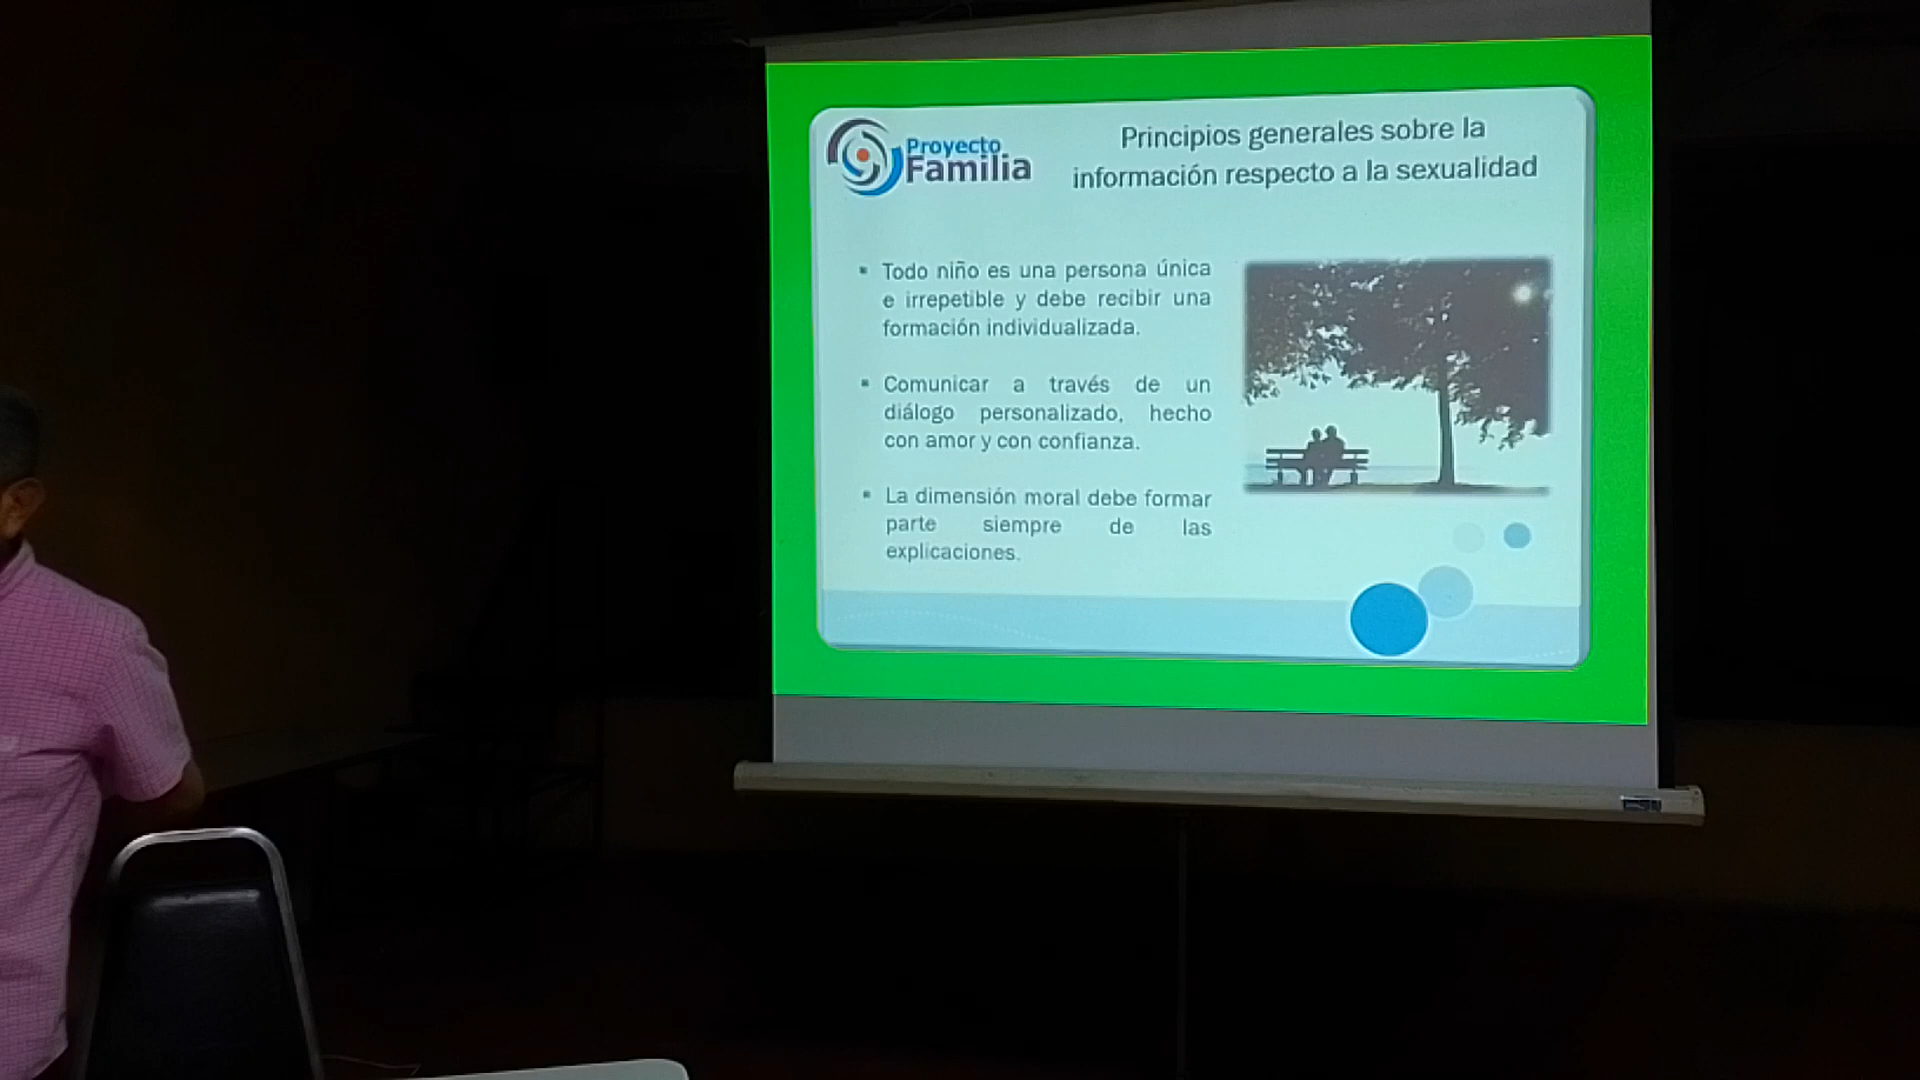 Proyecto
Familia
Principios generales sobre la
información respecto a la sexualidad
▪ Todo niño es una persona única
e irrepetible y debe recibir una
formación individualizada.
▪ Comunicar a través de un
diálogo personalizado, hecho
con amor y con confianza.
▪ La dimensión moral debe formar
parte siempre de las
explicaciones.